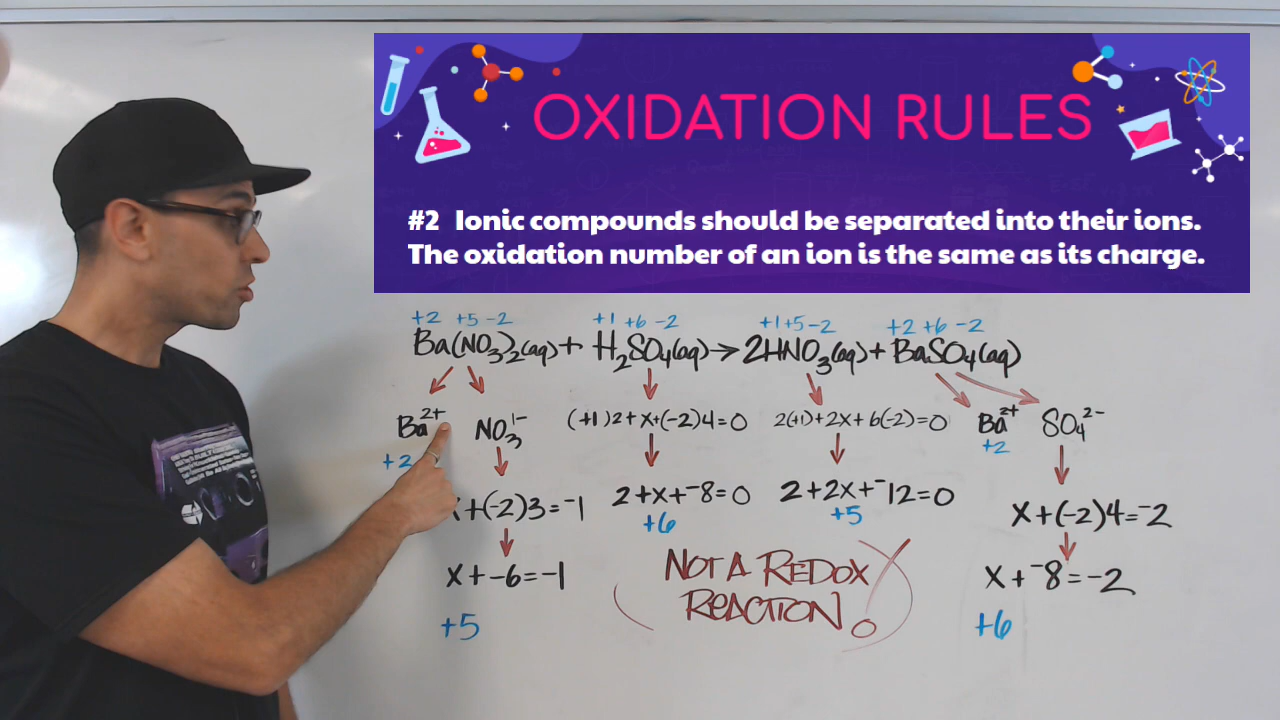 OXIDATION RULES
#2 Ionic compounds should be separated into their ions.
The oxidation number of an ion is the same as its charge.
+2 +5 -2 +1 +6 -2 +1 +5 -2 +2 +6 -2
Ba(NO₃)₂(aq) + H₂SO₄(aq) → 2HNO₃(aq) + BaSO₄(aq)
Ba²⁺ NO₃¹⁻ (+1)2+x+(-2)4=0 2(+1)+2x+6(-2)=0 Ba²⁺ SO₄²⁻
+2 +2
+(-2)3=-1 2+x+⁻8=0 2+2x+⁻12=0 x+(-2)4=⁻2
+6 +5
x+-6=-1 x+⁻8=-2
+5 +6
NOT A REDOX
REACTION!